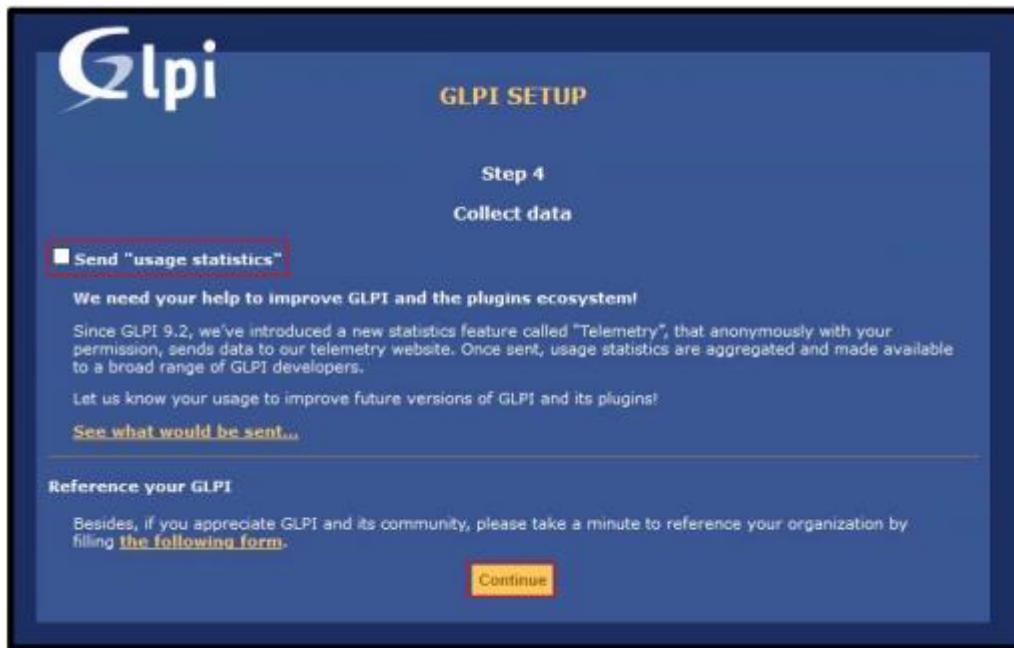 Glpi
GLPI SETUP
Step 4
Collect data
Send "usage statistics"
We need your help to improve GLPI and the plugins ecosystem!
Since GLPI 9.2, we've introduced a new statistics feature called "Telemetry", that anonymously with your
permission, sends data to our telemetry website. Once sent, usage statistics are aggregated and made available
to a broad range of GLPI developers.
Let us know your usage to improve future versions of GLPI and its plugins!
See what would be sent...
Reference your GLPI
Besides, if you appreciate GLPI and its community, please take a minute to reference your organization by
filling the following form.
Continue